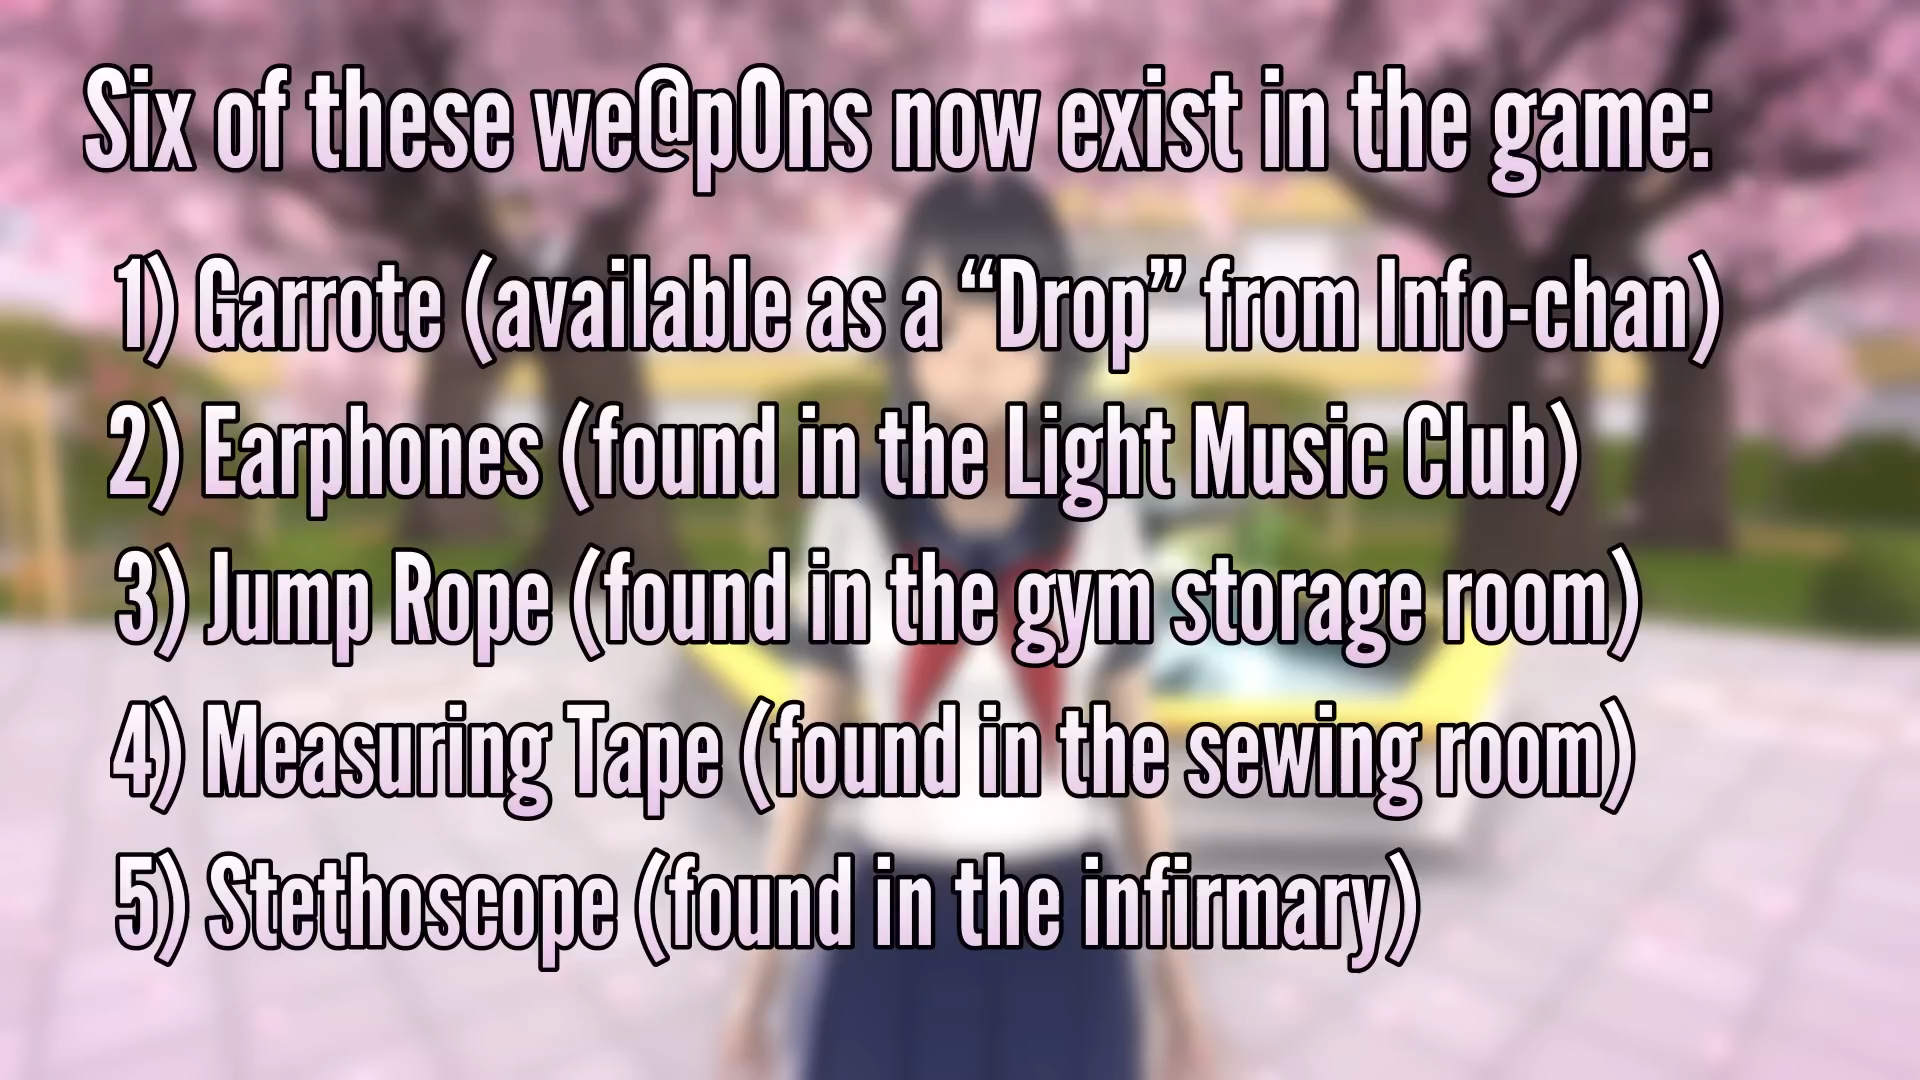 Six of these we@p0ns now exist in the game:
1) Garrote (available as a “Drop” from Info-chan)
2) Earphones (found in the Light Music Club)
3) Jump Rope (found in the gym storage room)
4) Measuring Tape (found in the sewing room)
5) Stethoscope (found in the infirmary)